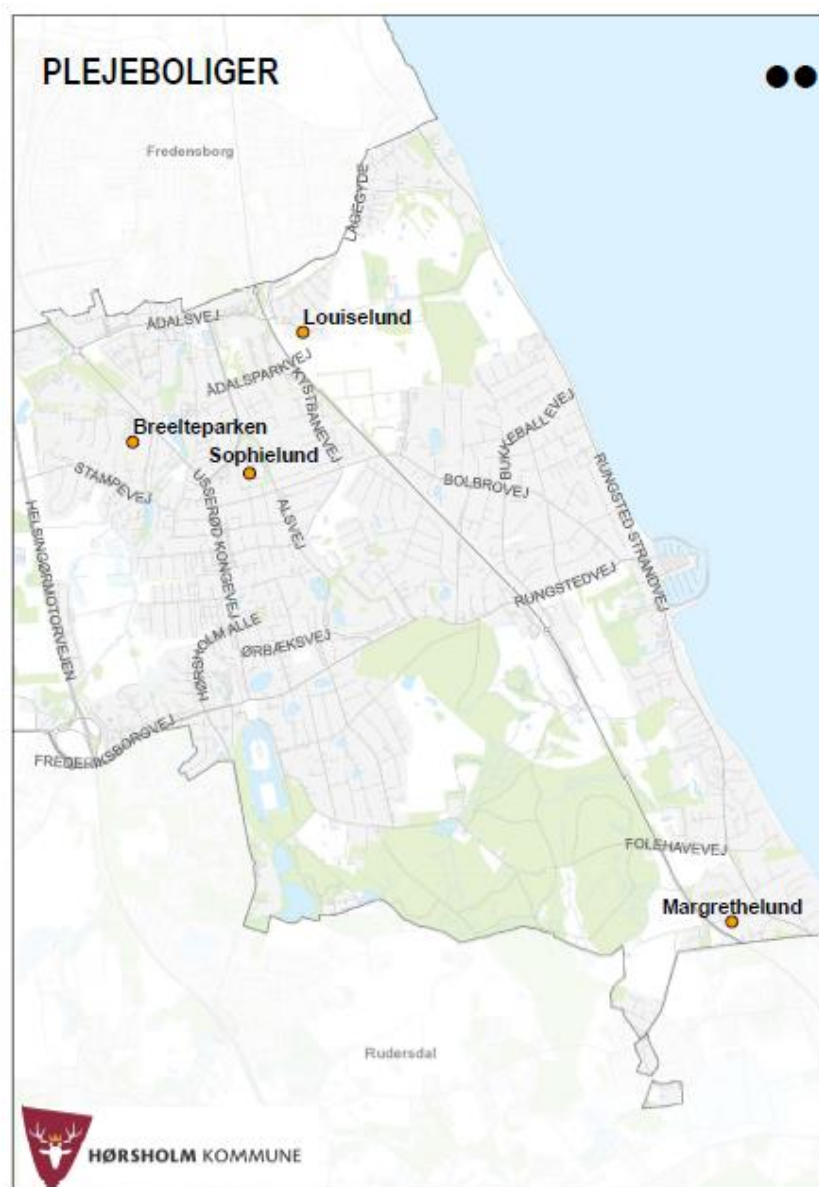 PLEJEBOLIGER
Fredensborg
LÅGEGYDE
Louiselund
ÅDALSVEJ
ÅDALSPARKVEJ
KYSTBANEVEJ
Breelteparken
Sophielund
BUKKEBALLEVEJ
STAMPEVEJ
USSERØD KONGEVEJ
BOLBROVEJ
ALSVEJ
RUNGSTED STRANDVEJ
HELSINGØRMOTORVEJEN
RUNGSTEDVEJ
HØRSHOLM ALLE
ØRBÆKSVEJ
FREDERIKSBORGVEJ
FOLEHAVEVEJ
Margrethelund
Rudersdal
HØRSHOLM KOMMUNE